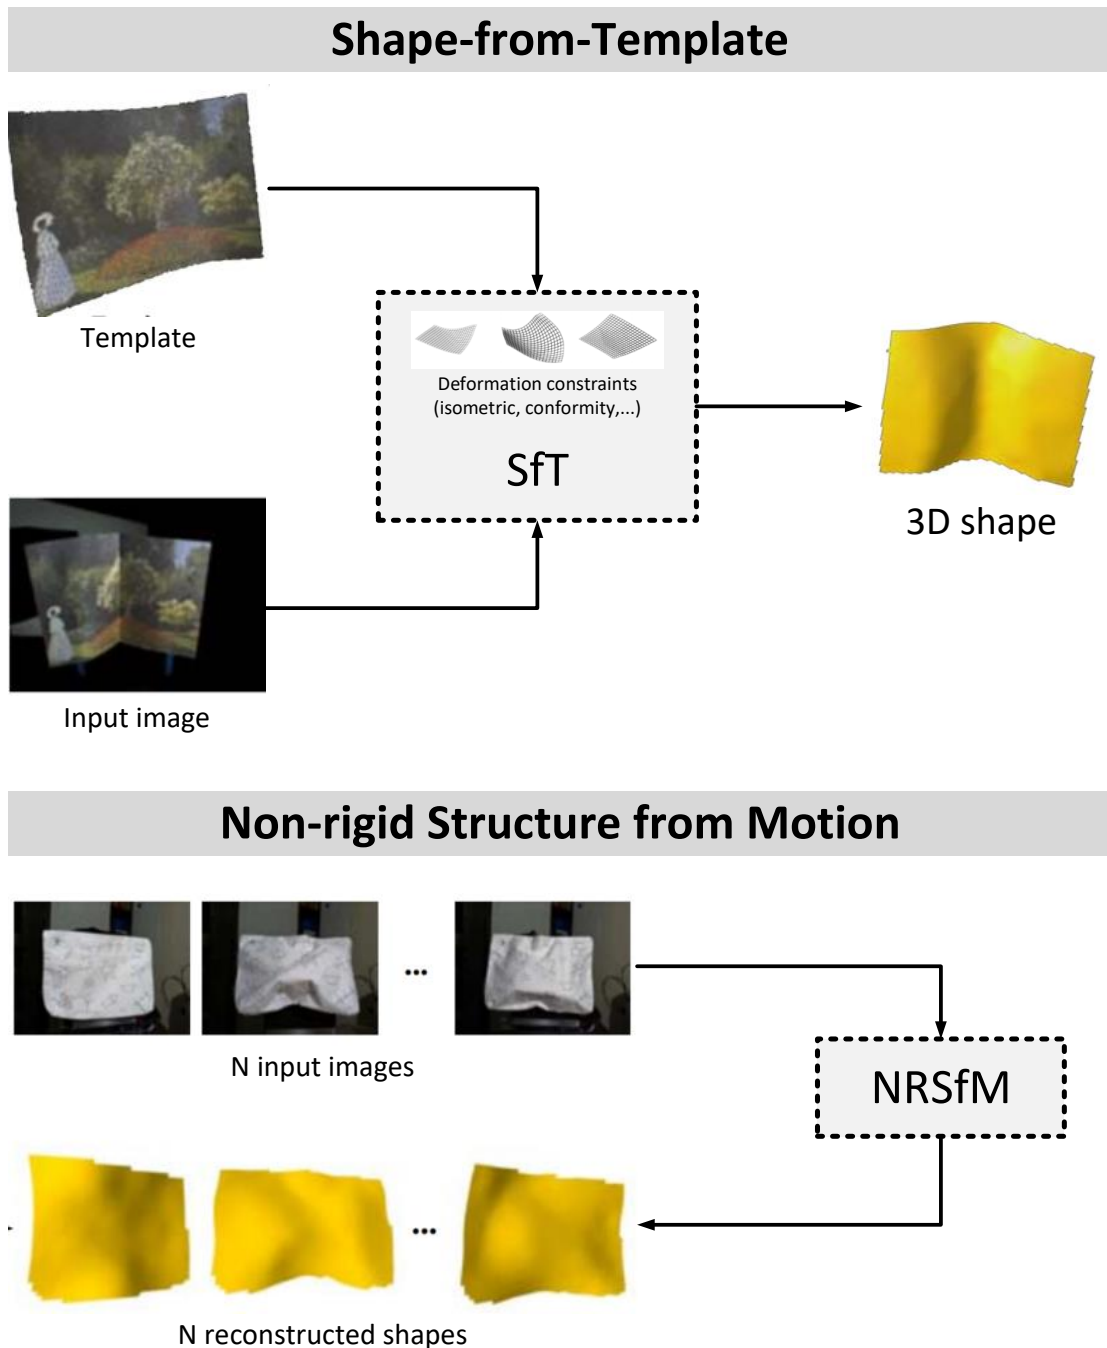 Shape-from-Template
Template
Deformation constraints
(isometric, conformity,...)
SfT
3D shape
Input image
Non-rigid Structure from Motion
...
N input images
NRSfM
...
N reconstructed shapes